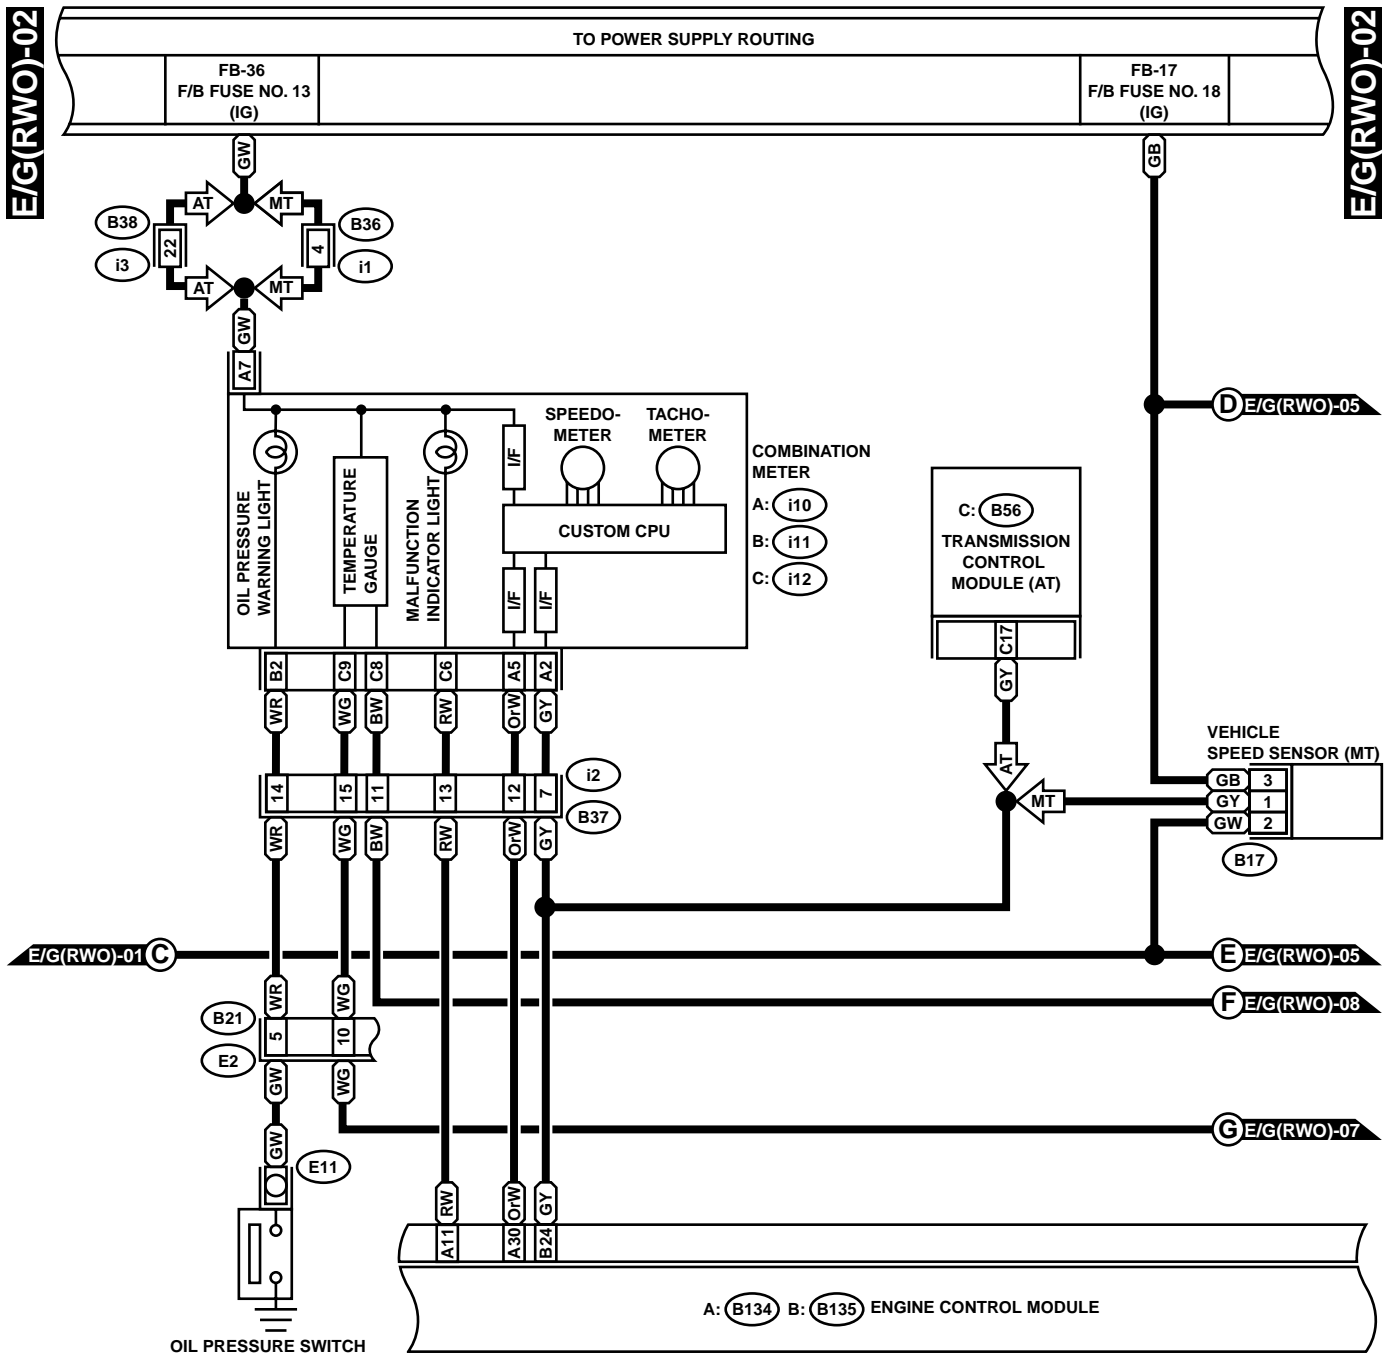 E/G(RWO)-02
E/G(RWO)-02
TO POWER SUPPLY ROUTING
FB-36
F/B FUSE NO. 13
(IG)
FB-17
F/B FUSE NO. 18
(IG)
GW
GB
AT
MT
B38
22
4
B36
i3
i1
AT
MT
GW
A7
D
E/G(RWO)-05
OIL PRESSURE
WARNING LIGHT
TEMPERATURE
GAUGE
MALFUNCTION
INDICATOR LIGHT
I/F
SPEEDO-
METER
TACHO-
METER
CUSTOM CPU
I/F
I/F
COMBINATION
METER
A: i10
B: i11
C: i12
C: B56
TRANSMISSION
CONTROL
MODULE (AT)
C17
GY
B2
C9
C8
C6
A5
A2
WR
WG
BW
RW
OrW
GY
14
15
11
13
12
7
i2
B37
WR
WG
BW
RW
OrW
GY
AT
MT
VEHICLE
SPEED SENSOR (MT)
GB 3
GY 1
GW 2
B17
E/G(RWO)-01
C
E
E/G(RWO)-05
F
E/G(RWO)-08
WR
WG
B21
5
10
E2
GW
WG
G
E/G(RWO)-07
GW
E11
RW
OrW
GY
A11
A30
B24
A: B134 B: B135 ENGINE CONTROL MODULE
OIL PRESSURE SWITCH